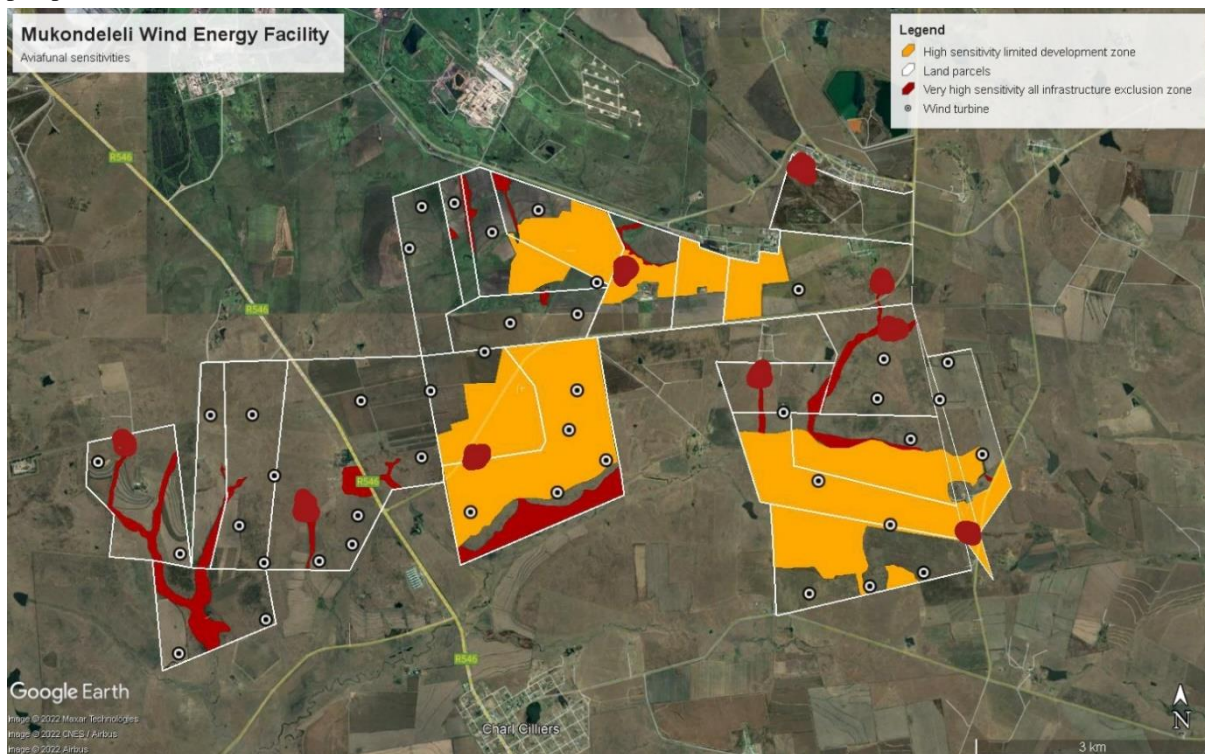 Mukondeleli Wind Energy Facility
Avifaunal sensitivities
Legend
High sensitivity limited development zone
Land parcels
Very high sensitivity all infrastructure exclusion zone
Wind turbine
R546
R546
R546
R546
Charl Cilliers
Google Earth
Image © 2022 Maxar Technologies
Image © 2022 CNES / Airbus
Image © 2022 Airbus
N
3 km